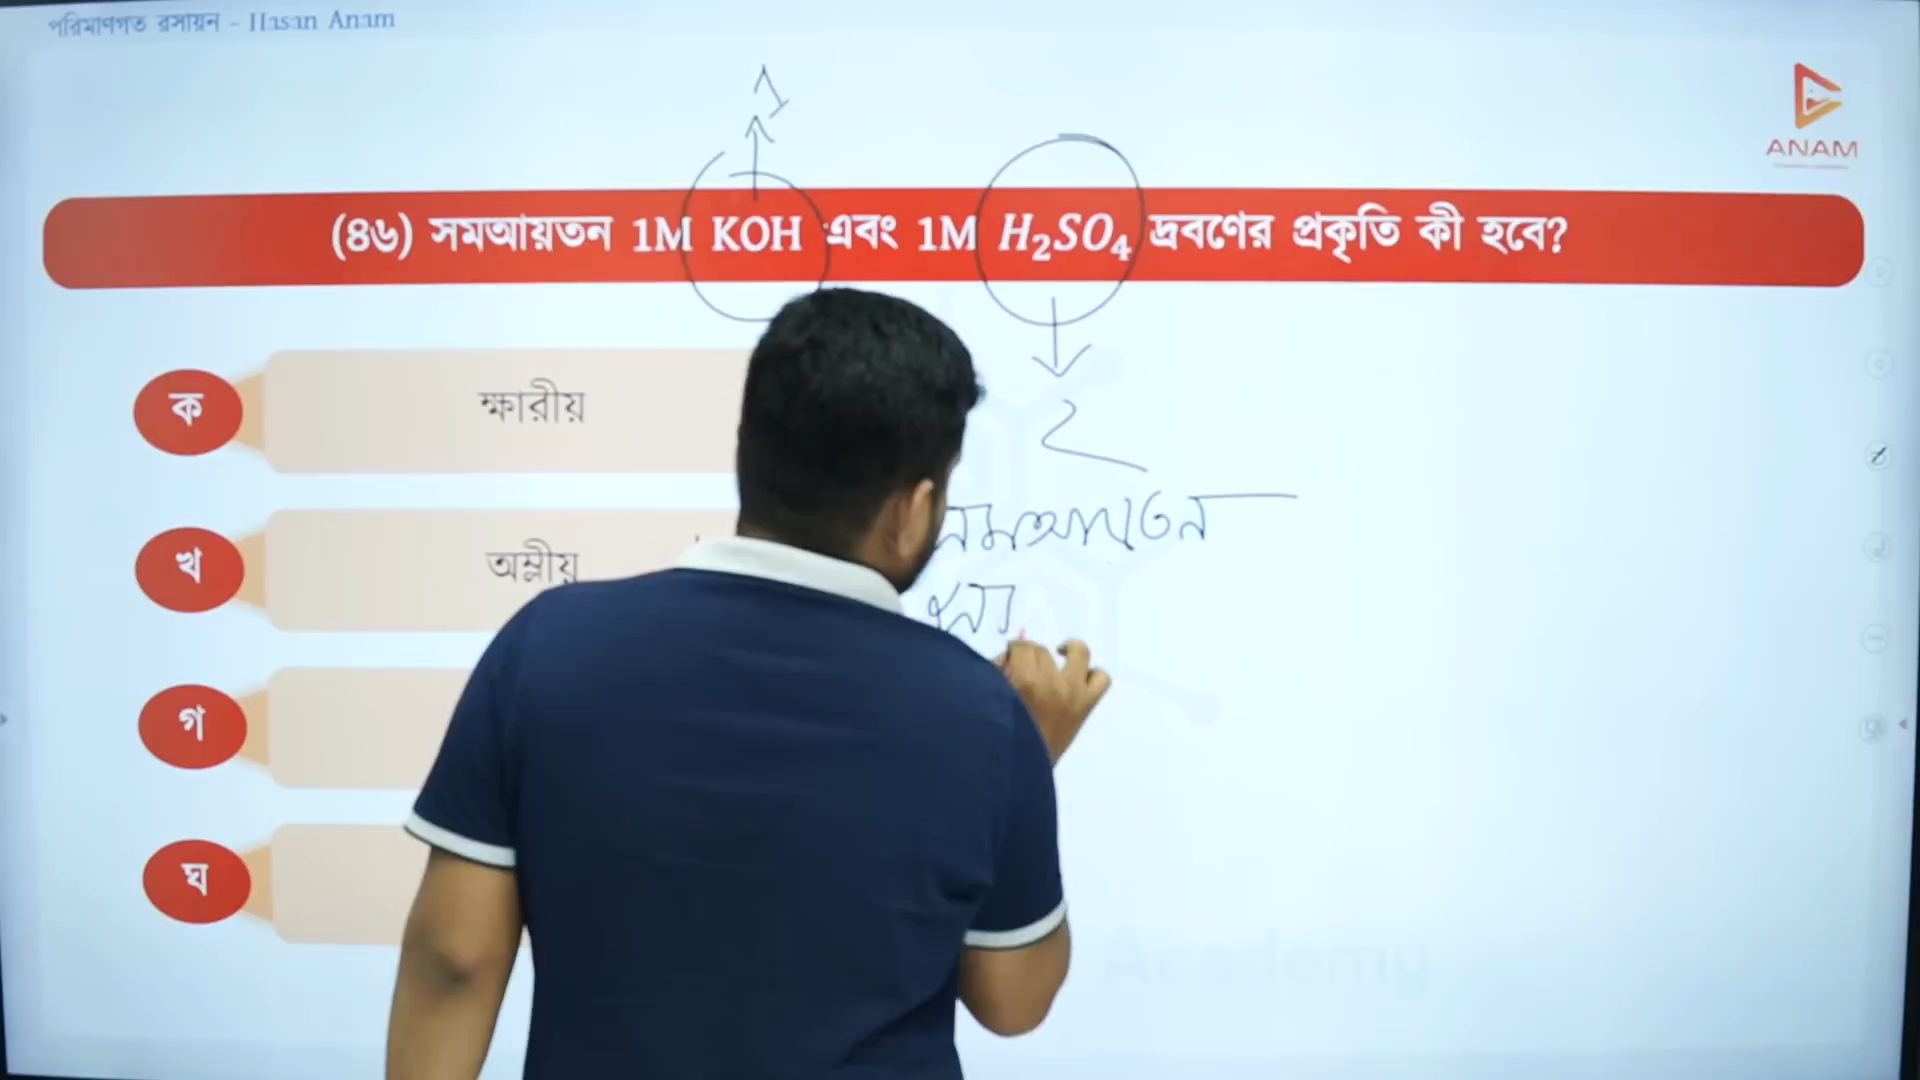 পরিমাণগত রসায়ন - Hasan Anam
1
ANAM
(৪৬) সমআয়তন 1M KOH এবং 1M H₂SO₄ দ্রবণের প্রকৃতি কী হবে?
ক ক্ষারীয়
2
সমআয়তন
খ অম্লীয়
গ
ঘ
Academy